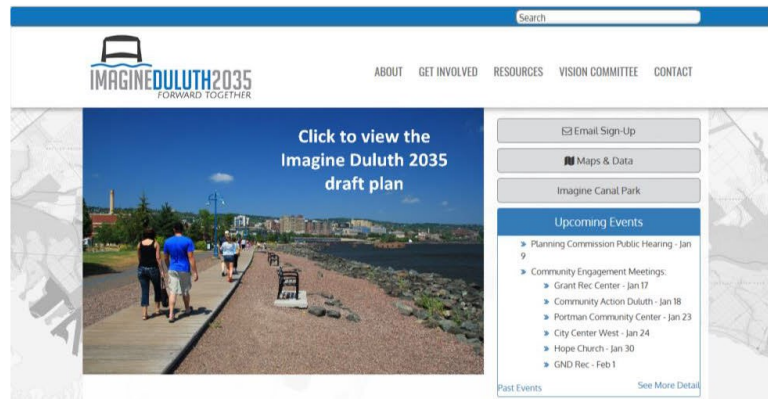 Search
IMAGINEDULUTH2035
FORWARD TOGETHER
ABOUT GET INVOLVED RESOURCES VISION COMMITTEE CONTACT
Click to view the
Imagine Duluth 2035
draft plan
Email Sign-Up
Maps & Data
Imagine Canal Park
Upcoming Events
» Planning Commission Public Hearing - Jan
9
» Community Engagement Meetings:
» Grant Rec Center - Jan 17
» Community Action Duluth - Jan 18
» Portman Community Center - Jan 23
» City Center West - Jan 24
» Hope Church - Jan 30
» GND Rec - Feb 1
Past Events See More Detail